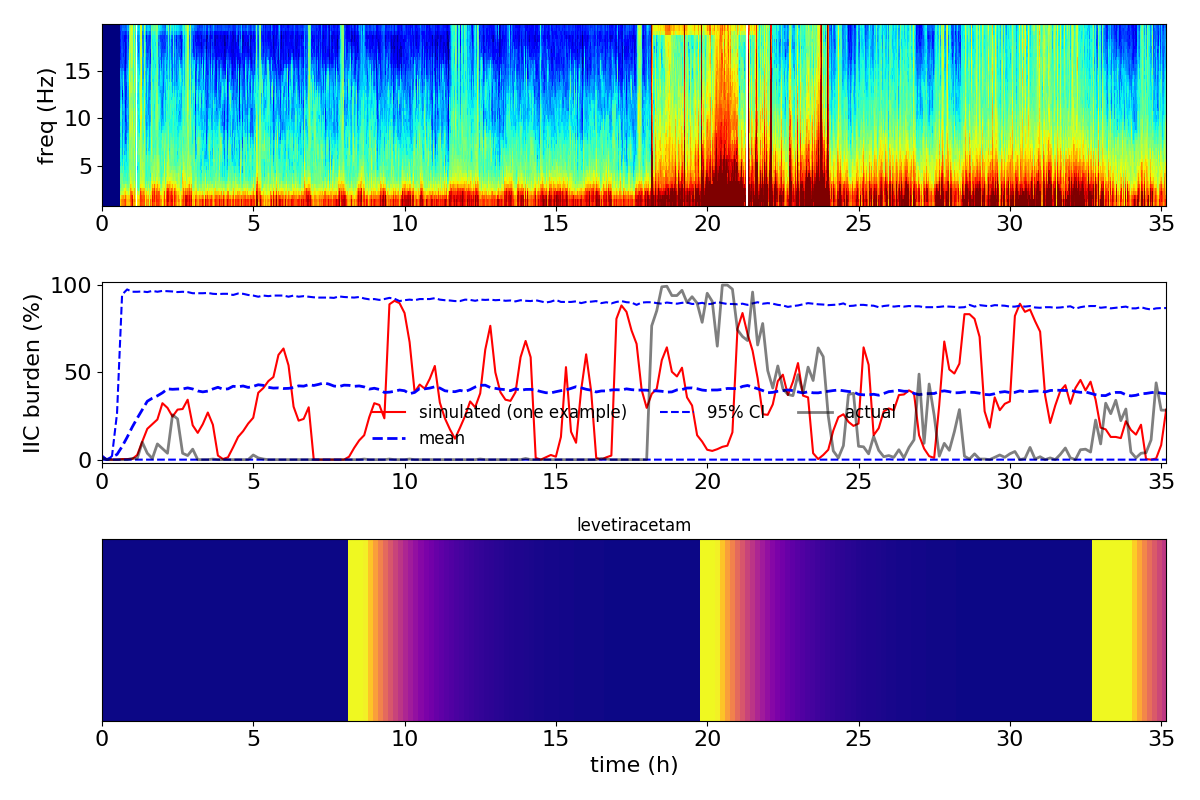 freq (Hz)
15
10
5
0 5 10 15 20 25 30 35
IIC burden (%)
100
50
0
simulated (one example) 95% CI actual
mean
0 5 10 15 20 25 30 35
levetiracetam
0 5 10 15 20 25 30 35
time (h)